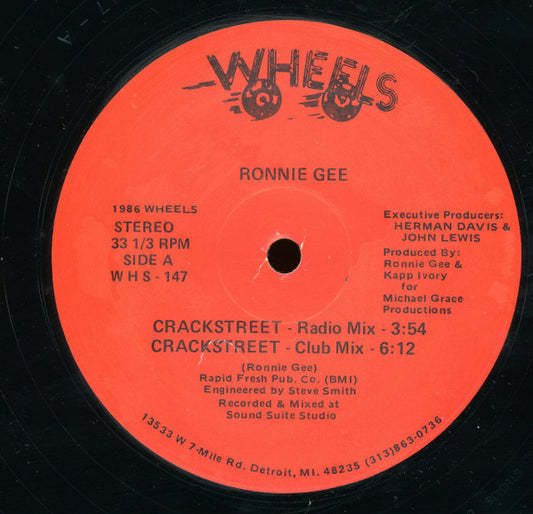 WHEELS
RONNIE GEE
1986 WHEELS
STEREO
33 1/3 RPM
SIDE A
WHS - 147
Executive Producers:
HERMAN DAVIS &
JOHN LEWIS
Produced By:
Ronnie Gee &
Kapp Ivory
for
Michael Grace
Productions
CRACKSTREET - Radio Mix - 3:54
CRACKSTREET - Club Mix - 6:12
(Ronnie Gee)
Rapid Fresh Pub. Co. (BMI)
Engineered by Steve Smith
Recorded & Mixed at
Sound Suite Studio
13533 W 7-Mile Rd. Detroit, MI. 48235 (313)863-0736